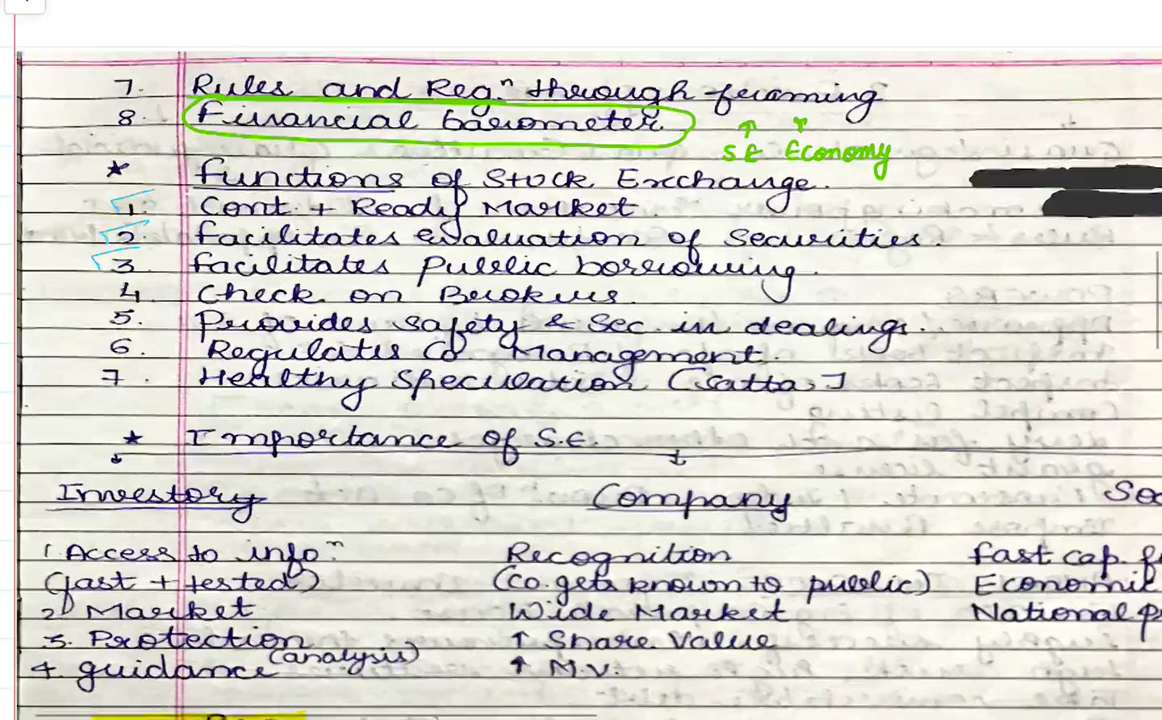 7. Rules and Regⁿ through framing
8. Financial barometer.
↑ ↑
SE Economy
* Functions of Stock Exchange.
1. Cont. + Ready Market.
2. Facilitates evaluation of securities.
3. Facilitates Public borrowing.
4. Check on Brokers.
5. Provides safety & Sec. in dealings.
6. Regulates Co. Management.
7. Healthy Speculation (Satta)
* Importance of S.E.
Investory Company
1. Access to infoⁿ Recognition Fast cap.
(fast + tested) (co. gets known to public) Economic
2) Market Wide Market National
3. Protection ↑ Share Value
4. guidance (analysis) ↑ M.V.